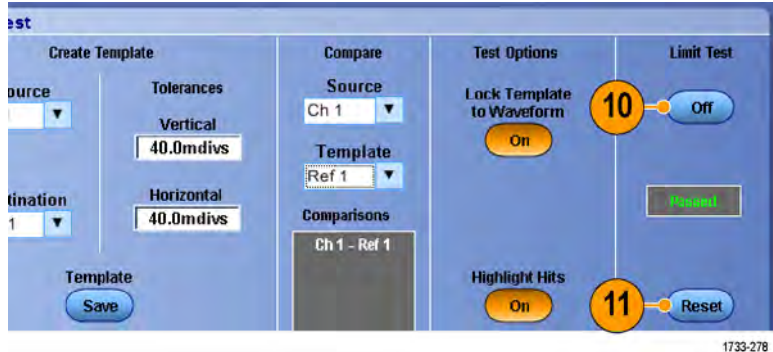 est
Create Template
Compare
Test Options
Limit Test
ource
Tolerances
Source
Lock Template
to Waveform
10
Off
Ch 1
Vertical
40.0mdivs
On
Template
Ref 1
Passed
tination
Horizontal
1
40.0mdivs
Comparisons
Ch 1 - Ref 1
Template
Save
Highlight Hits
On
11
Reset
1733-278